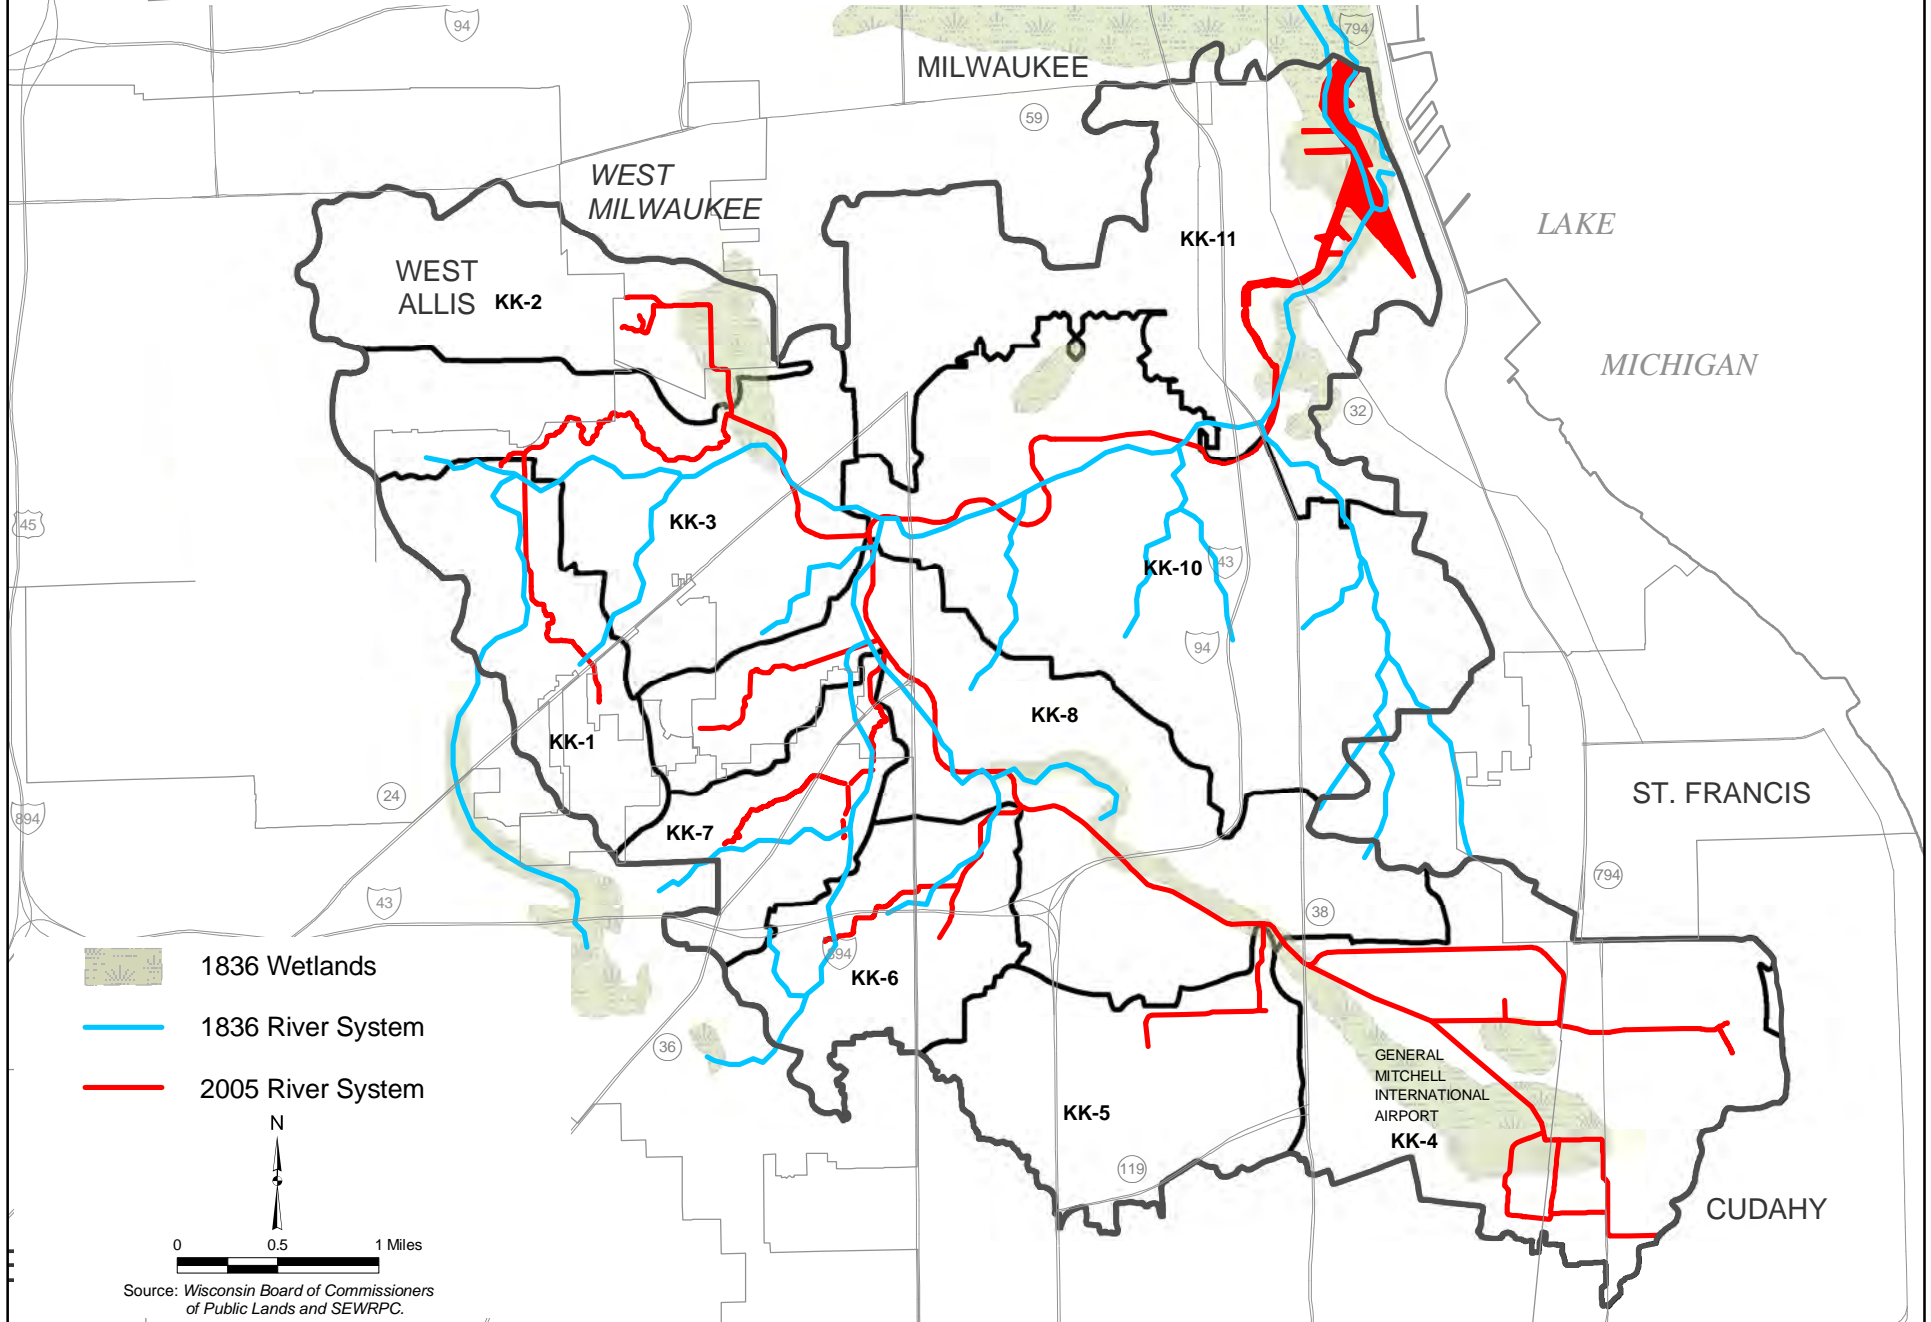 94
794
MILWAUKEE
59
WEST
MILWAUKEE
LAKE
KK-11
WEST
ALLIS
KK-2
MICHIGAN
32
45
KK-3
43
KK-10
94
KK-8
KK-1
ST. FRANCIS
24
894
KK-7
794
43
38
894
KK-6
1836 Wetlands
1836 River System
2005 River System
36
GENERAL
MITCHELL
INTERNATIONAL
AIRPORT
KK-4
KK-5
119
CUDAHY
N
0 0.5 1 Miles
Source: Wisconsin Board of Commissioners
of Public Lands and SEWRPC.